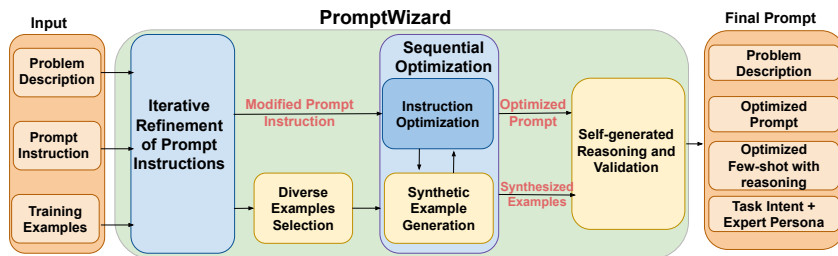 Input
PromptWizard
Final Prompt
Problem
Description
Prompt
Instruction
Training
Examples
Iterative
Refinement
of Prompt
Instructions
Modified Prompt
Instruction
Diverse
Examples
Selection
Sequential
Optimization
Instruction
Optimization
Synthetic
Example
Generation
Optimized
Prompt
Synthesized
Examples
Self-generated
Reasoning and
Validation
Problem
Description
Optimized
Prompt
Optimized
Few-shot with
reasoning
Task Intent +
Expert Persona